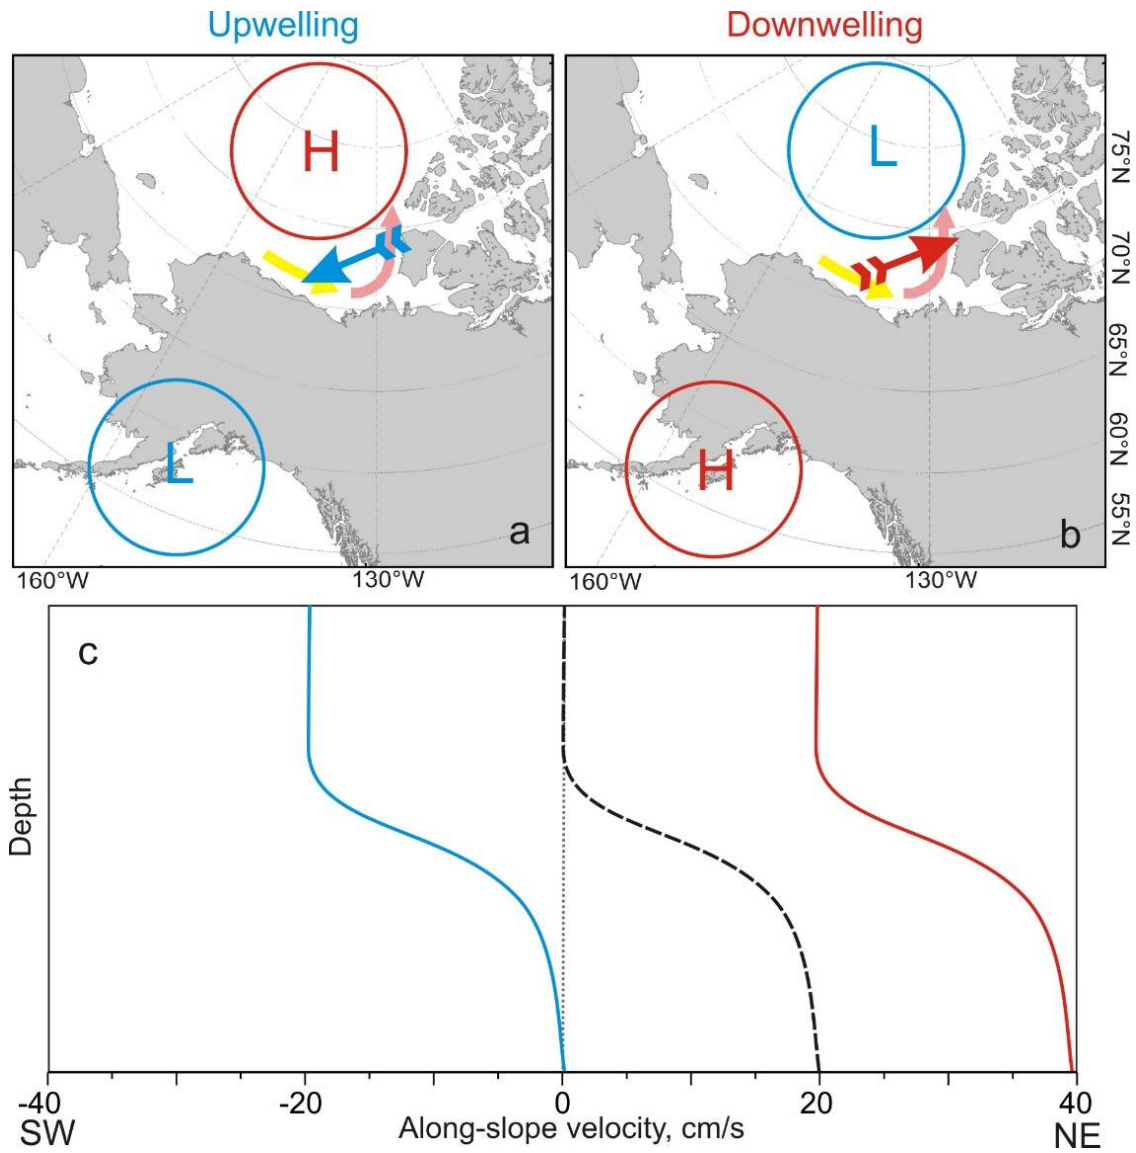 Upwelling
Downwelling
H
L
a
160°W
130°W
L
H
b
160°W
130°W
75°N
70°N
65°N
60°N
55°N
c
Depth
-40
-20
0
20
40
SW
Along-slope velocity, cm/s
NE